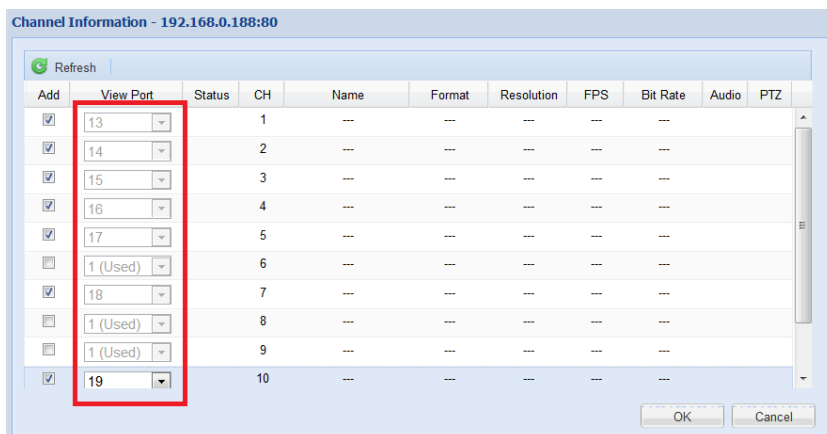 Channel Information - 192.168.0.188:80
Refresh
Add View Port Status CH Name Format Resolution FPS Bit Rate Audio PTZ
13 1 --- --- --- --- ---
14 2 --- --- --- --- ---
15 3 --- --- --- --- ---
16 4 --- --- --- --- ---
17 5 --- --- --- --- ---
1 (Used) 6 --- --- --- --- ---
18 7 --- --- --- --- ---
1 (Used) 8 --- --- --- --- ---
1 (Used) 9 --- --- --- --- ---
19 10 --- --- --- --- ---
OK Cancel